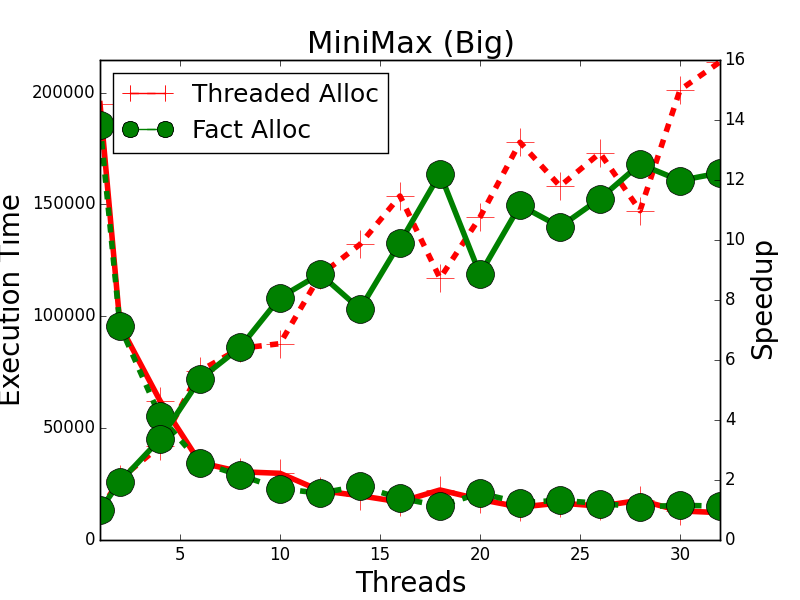 MiniMax (Big)
Threaded Alloc
Fact Alloc
Execution Time
200000
150000
100000
50000
0
16
14
12
10
8
6
4
2
0
Speedup
5 10 15 20 25 30
Threads